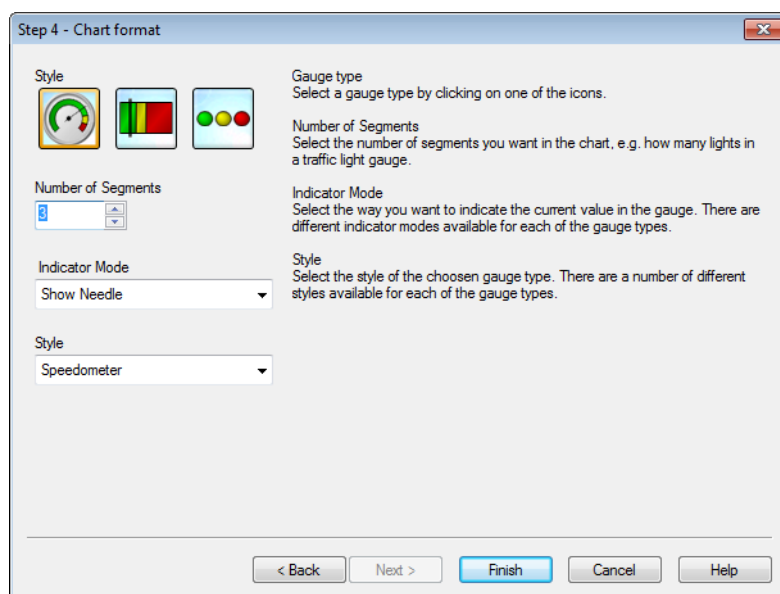 Step 4 - Chart format
Style
Number of Segments
3
Indicator Mode
Show Needle
Style
Speedometer
Gauge type
Select a gauge type by clicking on one of the icons.
Number of Segments
Select the number of segments you want in the chart, e.g. how many lights in
a traffic light gauge.
Indicator Mode
Select the way you want to indicate the current value in the gauge. There are
different indicator modes available for each of the gauge types.
Style
Select the style of the choosen gauge type. There are a number of different
styles available for each of the gauge types.
< Back
Next >
Finish
Cancel
Help